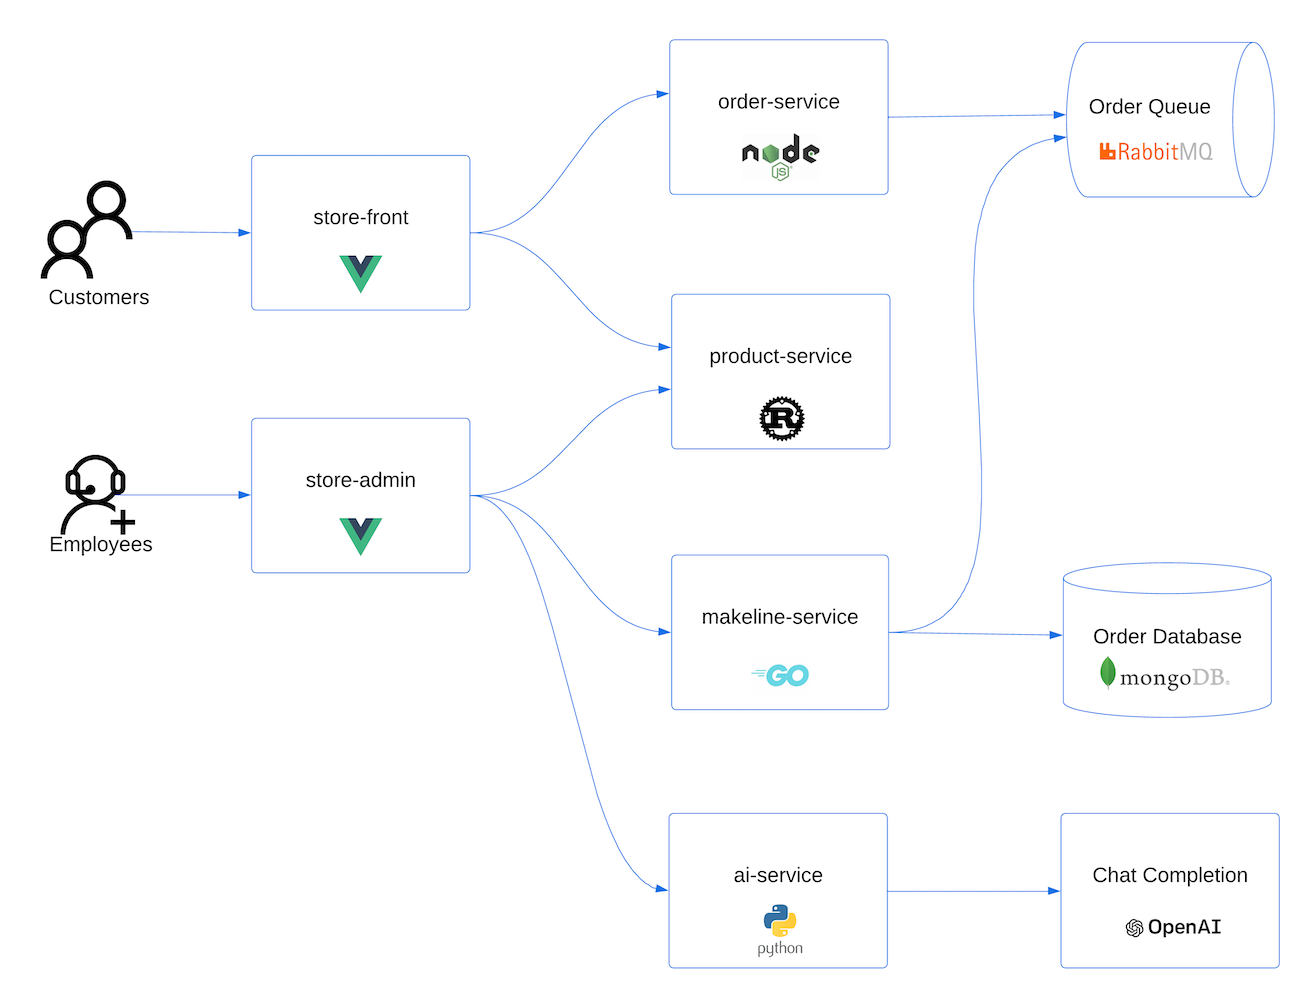 order-service
node
JS
Order Queue
RabbitMQ
store-front
Customers
product-service
R
store-admin
Employees
makeline-service
GO
Order Database
mongoDB
ai-service
python
Chat Completion
OpenAI